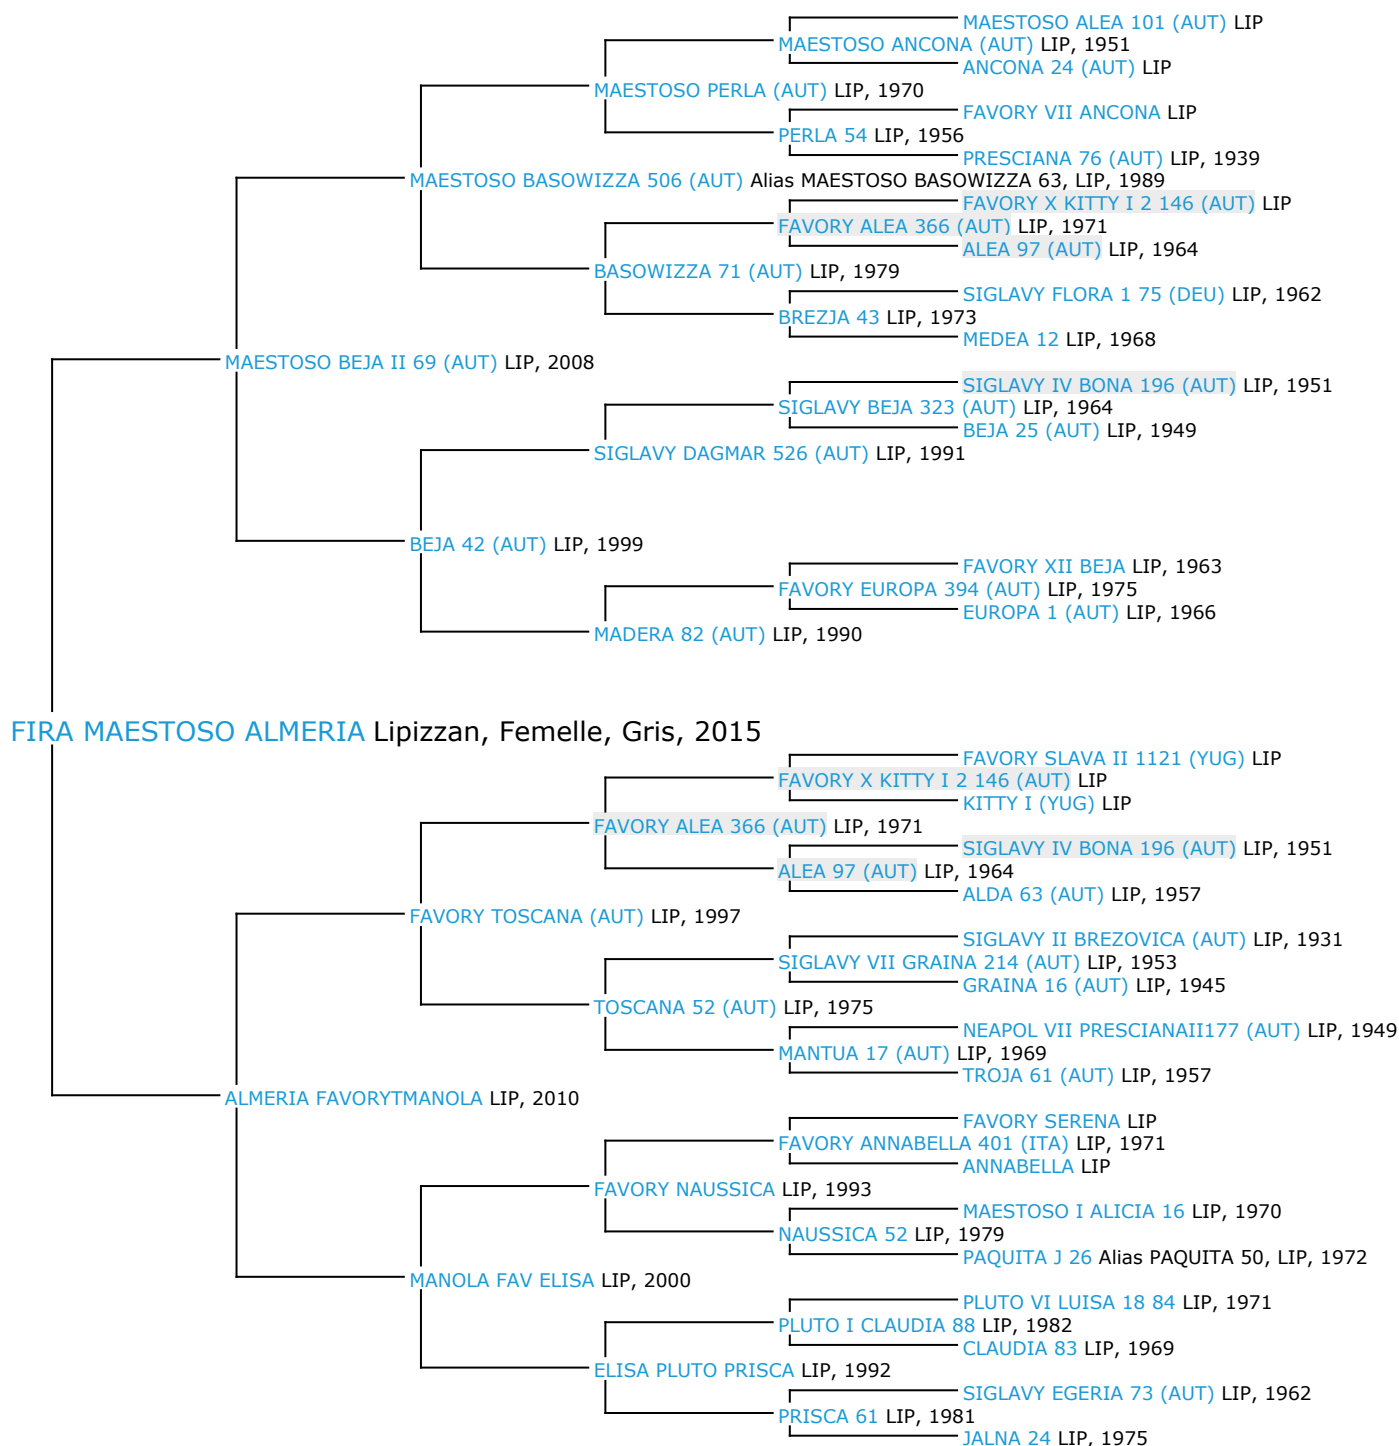 MAESTOSO ALEA 101 (AUT) LIP
MAESTOSO ANCONA (AUT) LIP, 1951
ANCONA 24 (AUT) LIP
MAESTOSO PERLA (AUT) LIP, 1970
FAVORY VII ANCONA LIP
PERLA 54 LIP, 1956
PRESCIANA 76 (AUT) LIP, 1939
MAESTOSO BASOWIZZA 506 (AUT) Alias MAESTOSO BASOWIZZA 63, LIP, 1989
FAVORY X KITTY I 2 146 (AUT) LIP
FAVORY ALEA 366 (AUT) LIP, 1971
ALEA 97 (AUT) LIP, 1964
BASOWIZZA 71 (AUT) LIP, 1979
SIGLAVY FLORA 1 75 (DEU) LIP, 1962
BREZJA 43 LIP, 1973
MEDEA 12 LIP, 1968
MAESTOSO BEJA II 69 (AUT) LIP, 2008
SIGLAVY IV BONA 196 (AUT) LIP, 1951
SIGLAVY BEJA 323 (AUT) LIP, 1964
BEJA 25 (AUT) LIP, 1949
SIGLAVY DAGMAR 526 (AUT) LIP, 1991
BEJA 42 (AUT) LIP, 1999
FAVORY XII BEJA LIP, 1963
FAVORY EUROPA 394 (AUT) LIP, 1975
EUROPA 1 (AUT) LIP, 1966
MADERA 82 (AUT) LIP, 1990
FIRA MAESTOSO ALMERIA Lipizzan, Femelle, Gris, 2015
FAVORY SLAVA II 1121 (YUG) LIP
FAVORY X KITTY I 2 146 (AUT) LIP
KITTY I (YUG) LIP
FAVORY ALEA 366 (AUT) LIP, 1971
SIGLAVY IV BONA 196 (AUT) LIP, 1951
ALEA 97 (AUT) LIP, 1964
ALDA 63 (AUT) LIP, 1957
FAVORY TOSCANA (AUT) LIP, 1997
SIGLAVY II BREZOVICA (AUT) LIP, 1931
SIGLAVY VII GRAINA 214 (AUT) LIP, 1953
GRAINA 16 (AUT) LIP, 1945
TOSCANA 52 (AUT) LIP, 1975
NEAPOL VII PRESCIANAII177 (AUT) LIP, 1949
MANTUA 17 (AUT) LIP, 1969
TROJA 61 (AUT) LIP, 1957
ALMERIA FAVORYTMANOLA LIP, 2010
FAVORY SERENA LIP
FAVORY ANNABELLA 401 (ITA) LIP, 1971
ANNABELLA LIP
FAVORY NAUSSICA LIP, 1993
MAESTOSO I ALICIA 16 LIP, 1970
NAUSSICA 52 LIP, 1979
PAQUITA J 26 Alias PAQUITA 50, LIP, 1972
MANOLA FAV ELISA LIP, 2000
PLUTO VI LUISA 18 84 LIP, 1971
PLUTO I CLAUDIA 88 LIP, 1982
CLAUDIA 83 LIP, 1969
ELISA PLUTO PRISCA LIP, 1992
SIGLAVY EGERIA 73 (AUT) LIP, 1962
PRISCA 61 LIP, 1981
JALNA 24 LIP, 1975